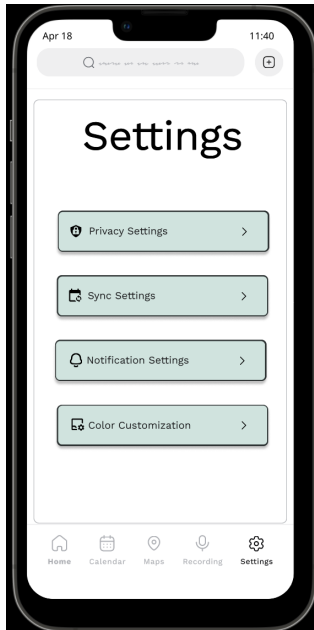 Apr 18
11:40
Settings
Privacy Settings
Sync Settings
Notification Settings
Color Customization
Home Calendar Maps Recording Settings